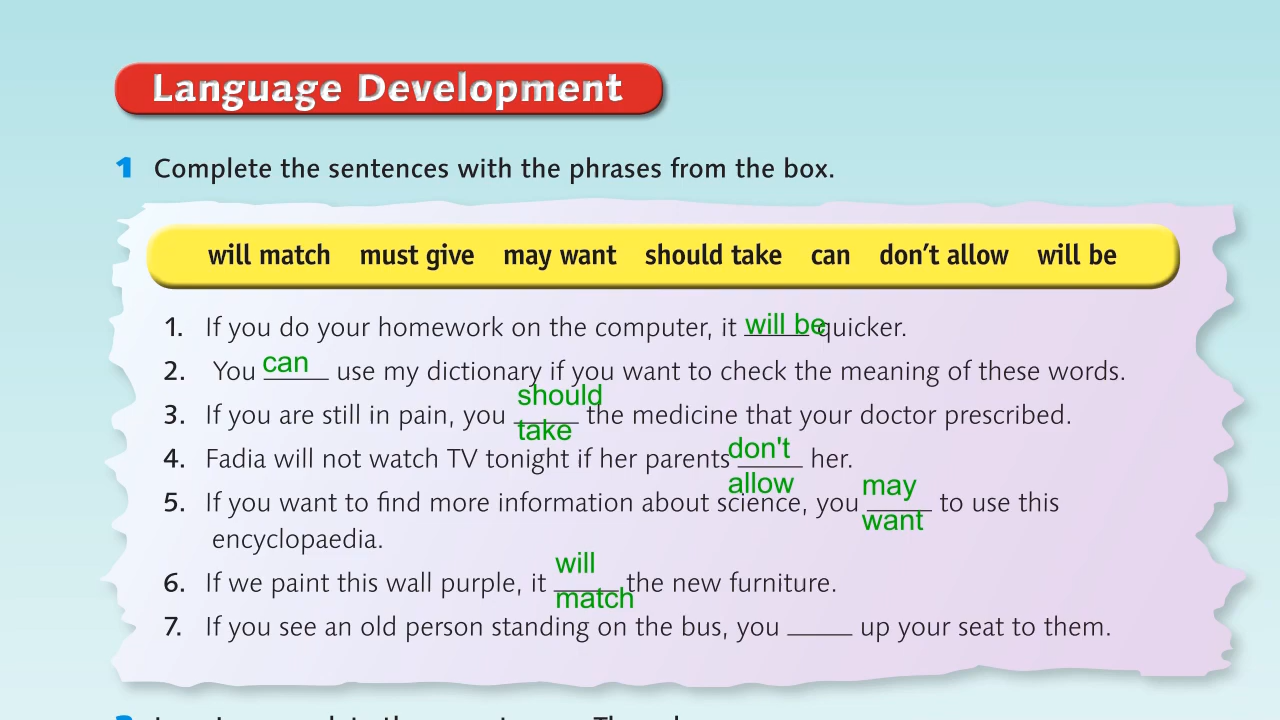 Language Development
1 Complete the sentences with the phrases from the box.
will match must give may want should take can don't allow will be
1. If you do your homework on the computer, it will be quicker.
2. You can use my dictionary if you want to check the meaning of these words.
3. If you are still in pain, you should take the medicine that your doctor prescribed.
4. Fadia will not watch TV tonight if her parents don't allow her.
5. If you want to find more information about science, you may want to use this
encyclopaedia.
6. If we paint this wall purple, it will match the new furniture.
7. If you see an old person standing on the bus, you _____ up your seat to them.